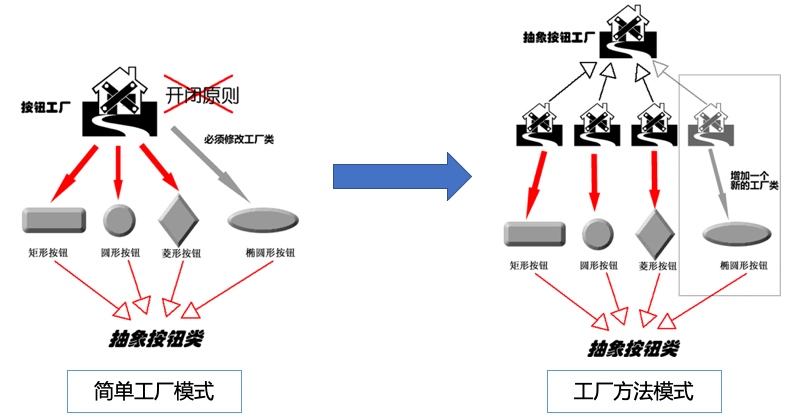 按钮工厂
开闭原则
必须修改工厂类
矩形按钮
圆形按钮
菱形按钮
椭圆形按钮
抽象按钮类
简单工厂模式
抽象按钮工厂
增加一个
新的工厂类
矩形按钮
圆形按钮
菱形按钮
椭圆形按钮
抽象按钮类
工厂方法模式